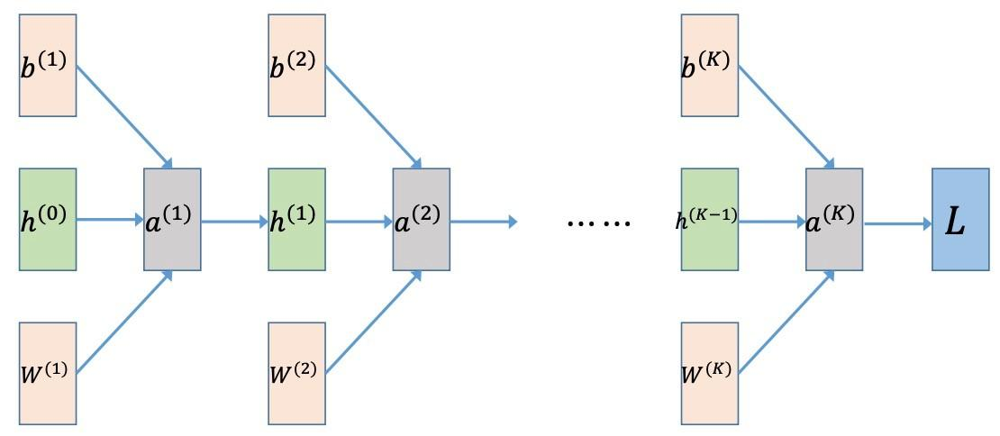 b^{(1)} b^{(2)} b^{(K)}
h^{(0)} a^{(1)} h^{(1)} a^{(2)} …… h^{(K−1)} a^{(K)} L
W^{(1)} W^{(2)} W^{(K)}